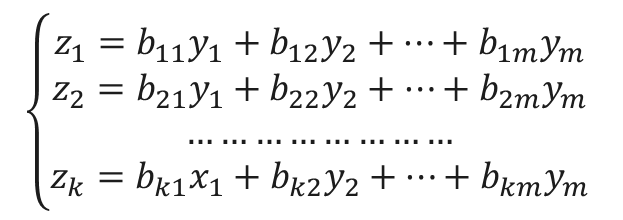 z₁ = b₁₁y₁ + b₁₂y₂ + ⋯ + b₁ₘyₘ
z₂ = b₂₁y₁ + b₂₂y₂ + ⋯ + b₂ₘyₘ
… … … … … … … …
zₖ = bₖ₁x₁ + bₖ₂y₂ + ⋯ + bₖₘyₘ